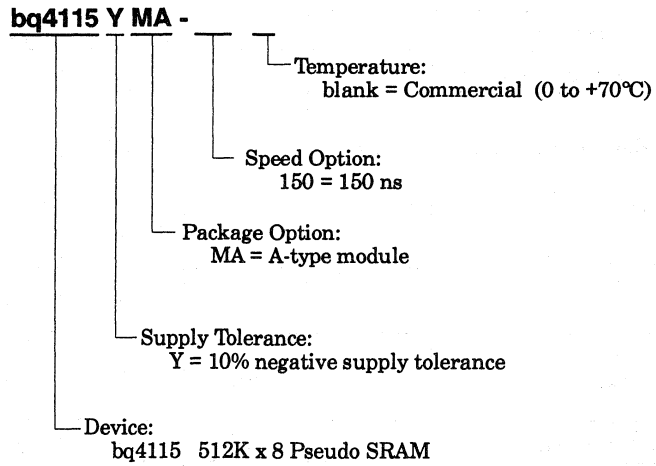 bq4115 Y MA -
Temperature:
blank = Commercial (0 to +70°C)
Speed Option:
150 = 150 ns
Package Option:
MA = A-type module
Supply Tolerance:
Y = 10% negative supply tolerance
Device:
bq4115 512K x 8 Pseudo SRAM